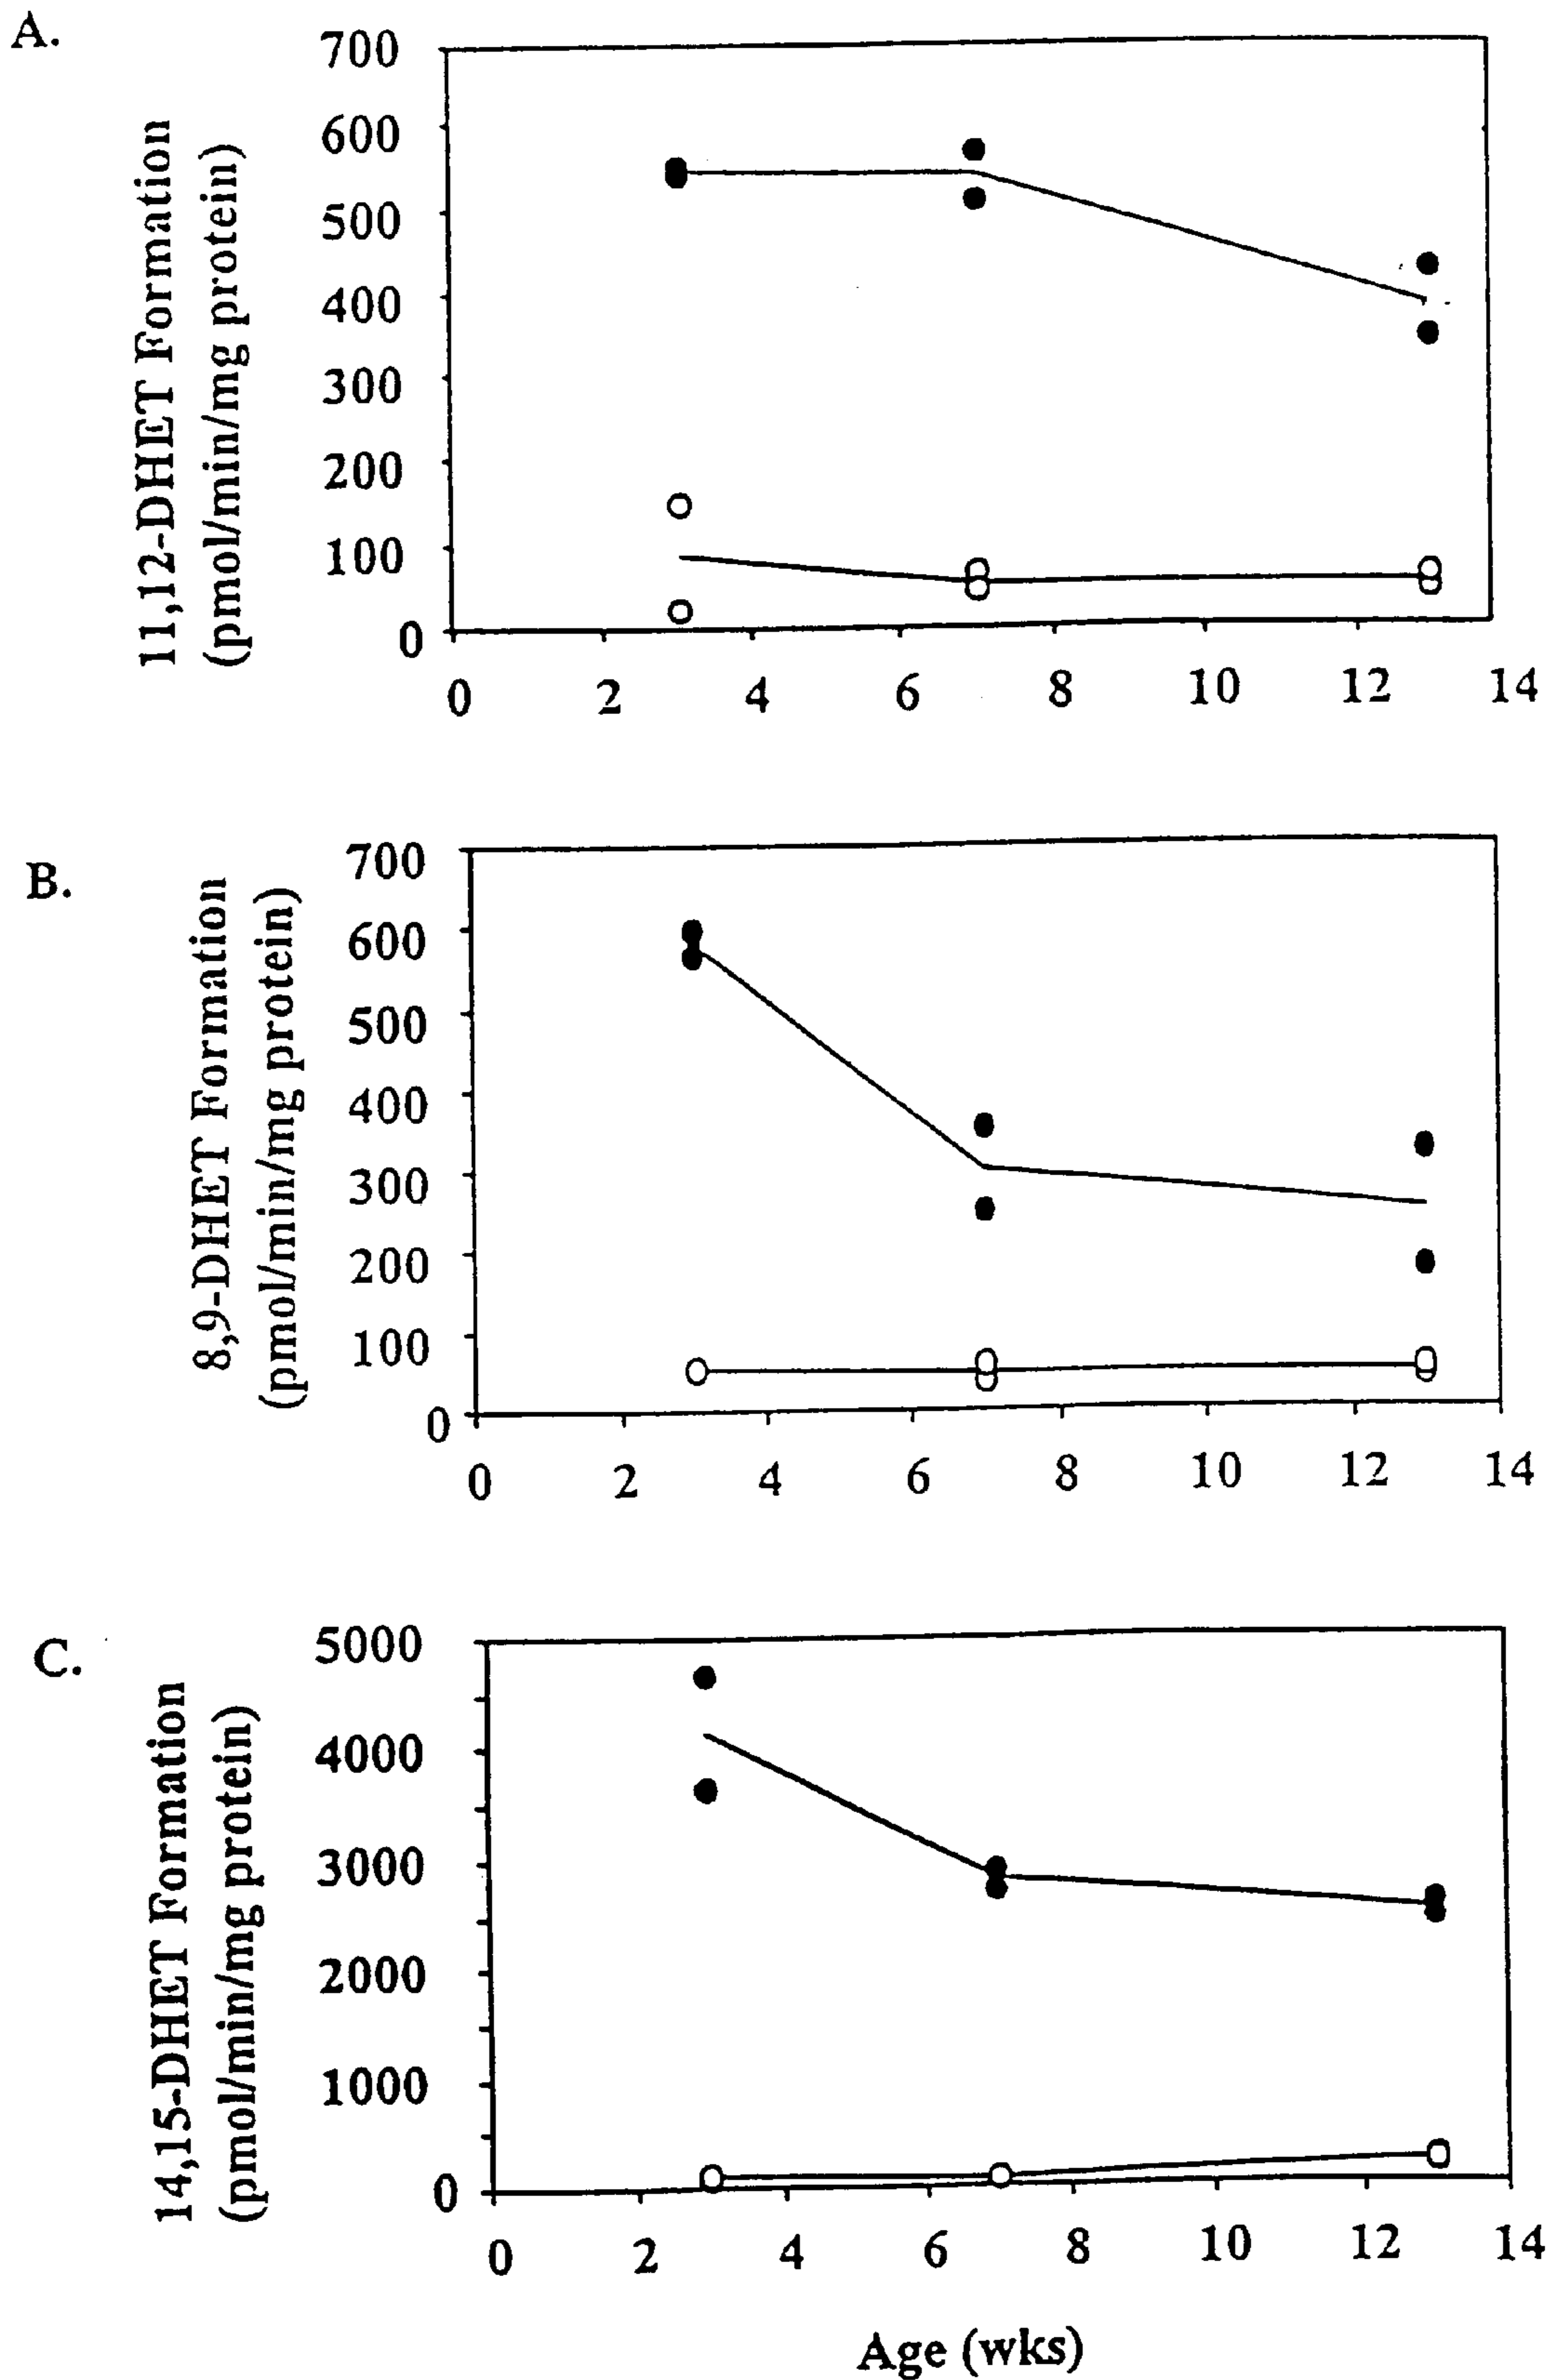 A.
11,12-DHET Formation
(pmol/min/mg protein)
700
600
500
400
300
200
100
0
0 2 4 6 8 10 12 14
B.
8,9-DHET Formation
(pmol/min/mg protein)
700
600
500
400
300
200
100
0
0 2 4 6 8 10 12 14
C.
14,15-DHET Formation
(pmol/min/mg protein)
5000
4000
3000
2000
1000
0
0 2 4 6 8 10 12 14
Age (wks)